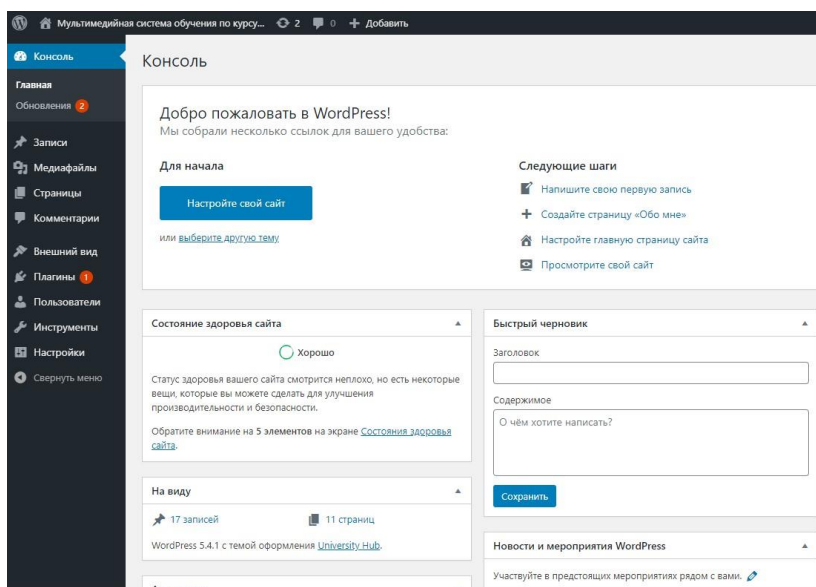 Мультимедийная система обучения по курсу... 2 0 + Добавить
Консоль
Главная
Обновления 2
Записи
Медиафайлы
Страницы
Комментарии
Внешний вид
Плагины 1
Пользователи
Инструменты
Настройки
Свернуть меню
Консоль
Добро пожаловать в WordPress!
Мы собрали несколько ссылок для вашего удобства:
Для начала
Настройте свой сайт
или выберите другую тему
Следующие шаги
Напишите свою первую запись
Создайте страницу «Обо мне»
Настройте главную страницу сайта
Просмотрите свой сайт
Состояние здоровья сайта
Хорошо
Статус здоровья вашего сайта смотрится неплохо, но есть некоторые
вещи, которые вы можете сделать для улучшения
производительности и безопасности.
Обратите внимание на 5 элементов на экране Состояния здоровья
сайта.
На виду
17 записей 11 страниц
WordPress 5.4.1 с темой оформления University Hub.
Быстрый черновик
Заголовок
Содержимое
О чём хотите написать?
Сохранить
Новости и мероприятия WordPress
Участвуйте в предстоящих мероприятиях рядом с вами.